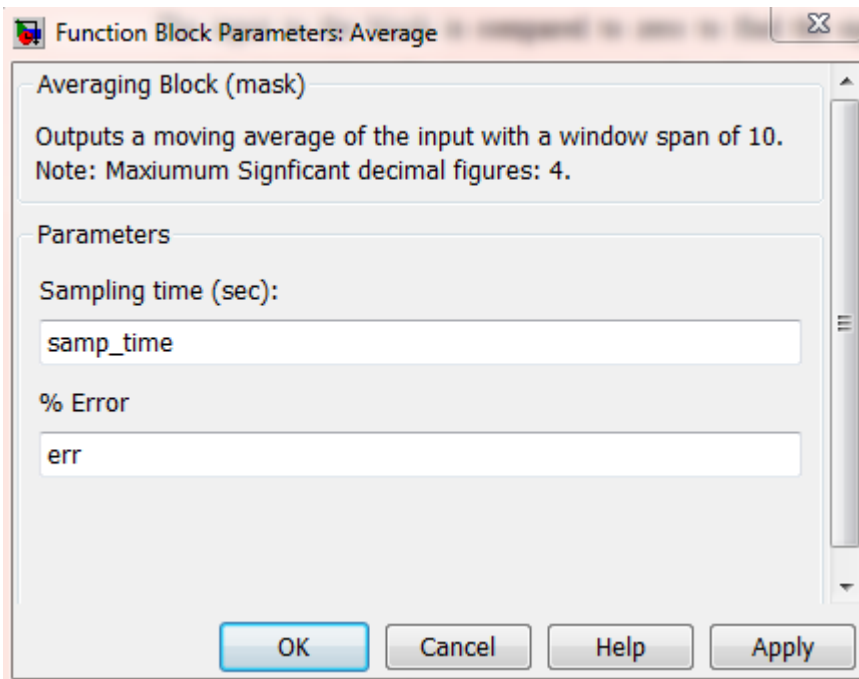 Function Block Parameters: Average
Averaging Block (mask)
Outputs a moving average of the input with a window span of 10.
Note: Maxiumum Signficant decimal figures: 4.
Parameters
Sampling time (sec):
samp_time
% Error
err
OK Cancel Help Apply